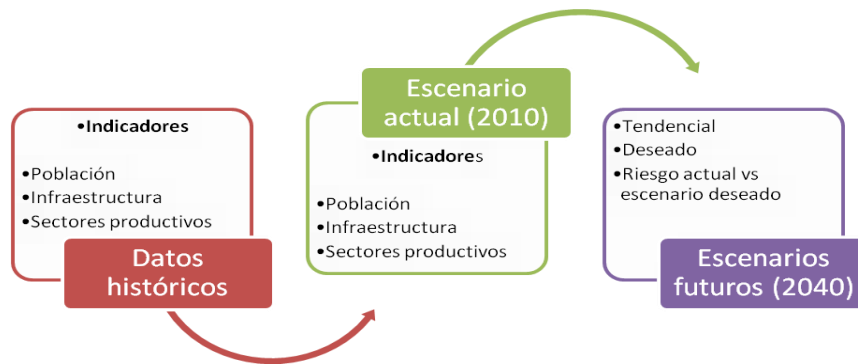 •Indicadores
•Población
•Infraestructura
•Sectores productivos
Datos
históricos
Escenario
actual (2010)
•Indicadores
•Población
•Infraestructura
•Sectores productivos
•Tendencial
•Deseado
•Riesgo actual vs
escenario deseado
Escenarios
futuros (2040)